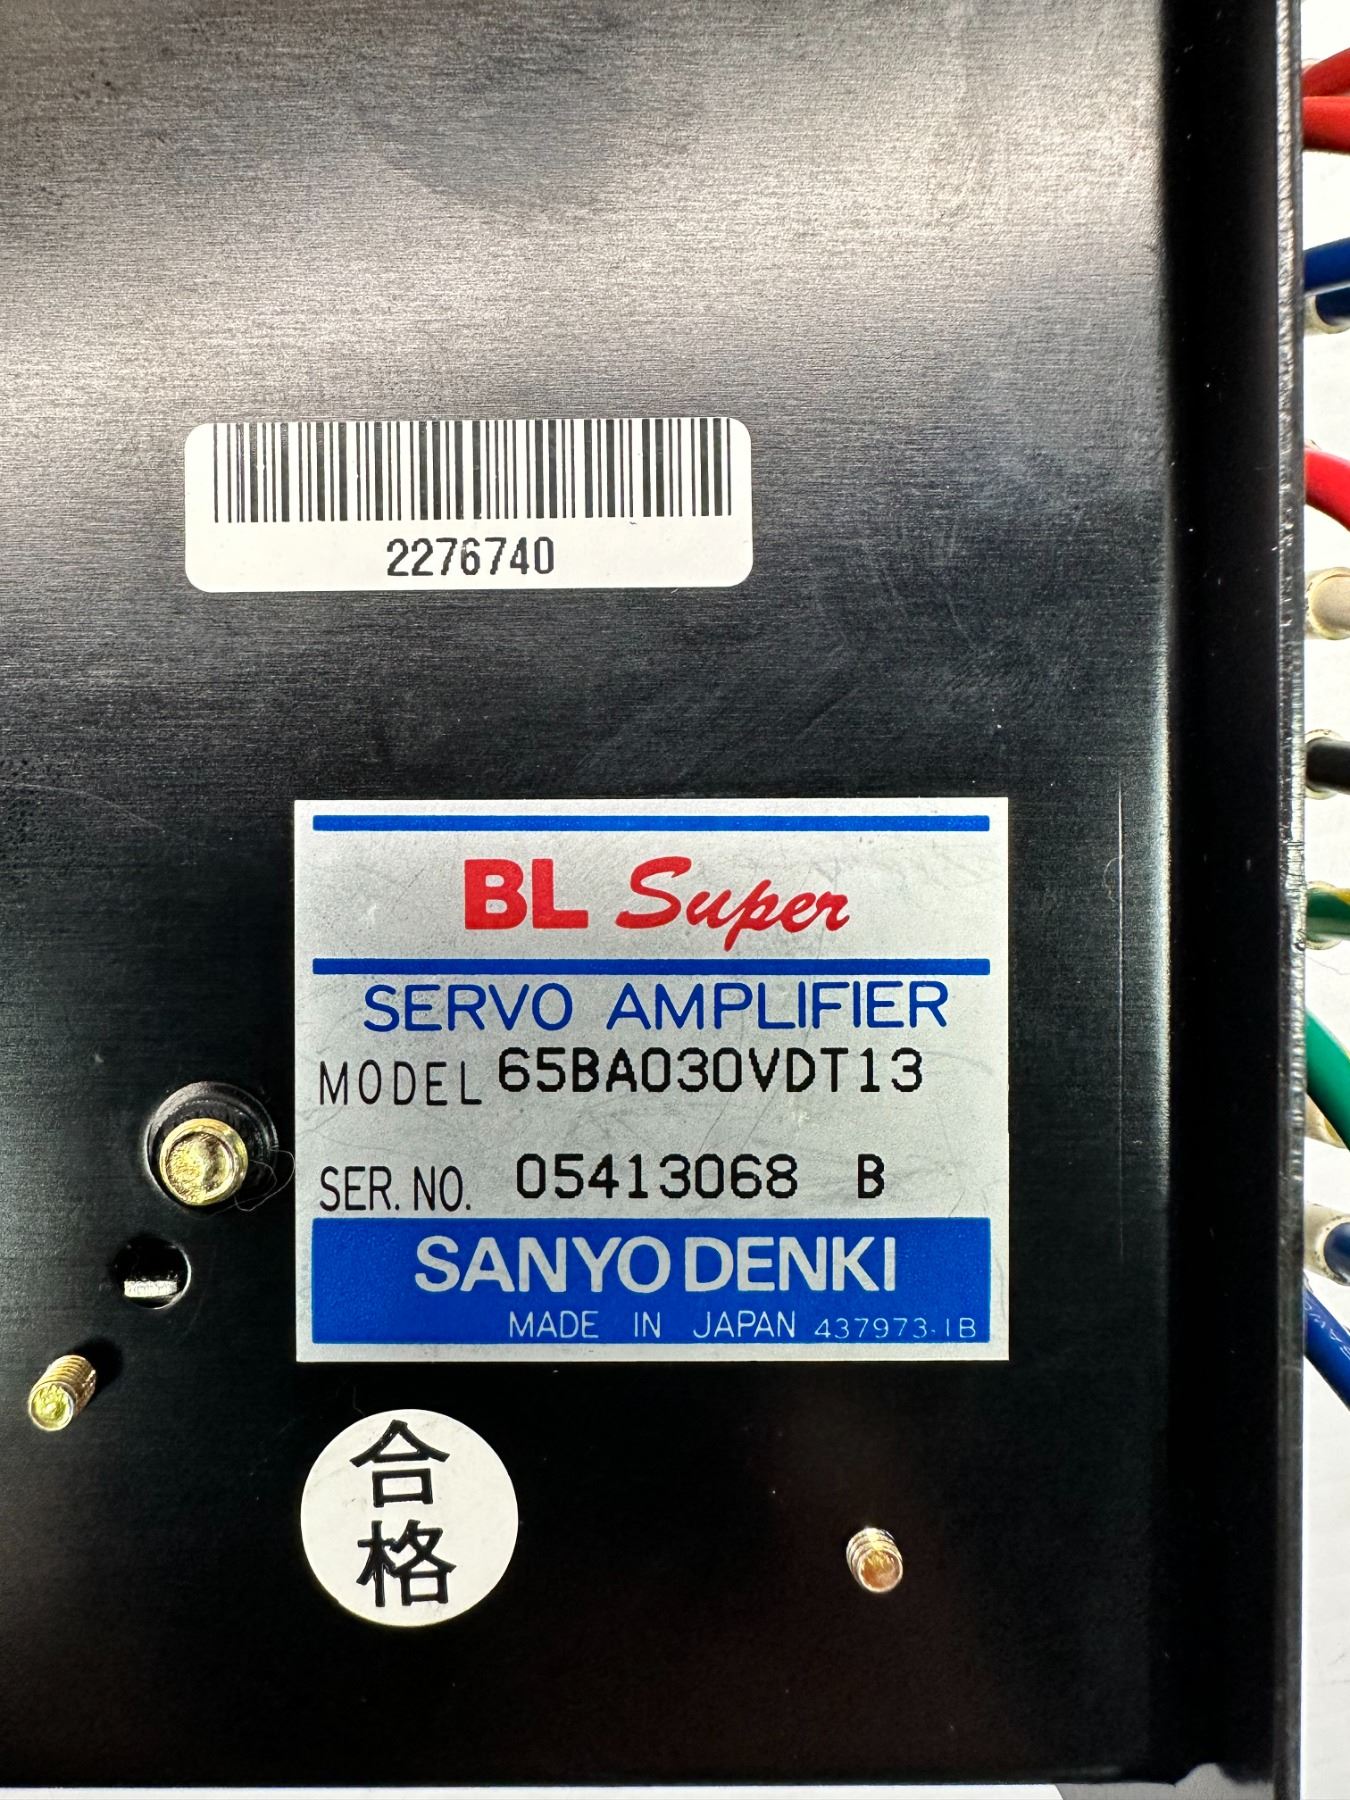 2276740
BL Super
SERVO AMPLIFIER
MODEL 65BA030VDT13
SER. NO. 05413068 B
SANYO DENKI
MADE IN JAPAN 437973-1B
合
格